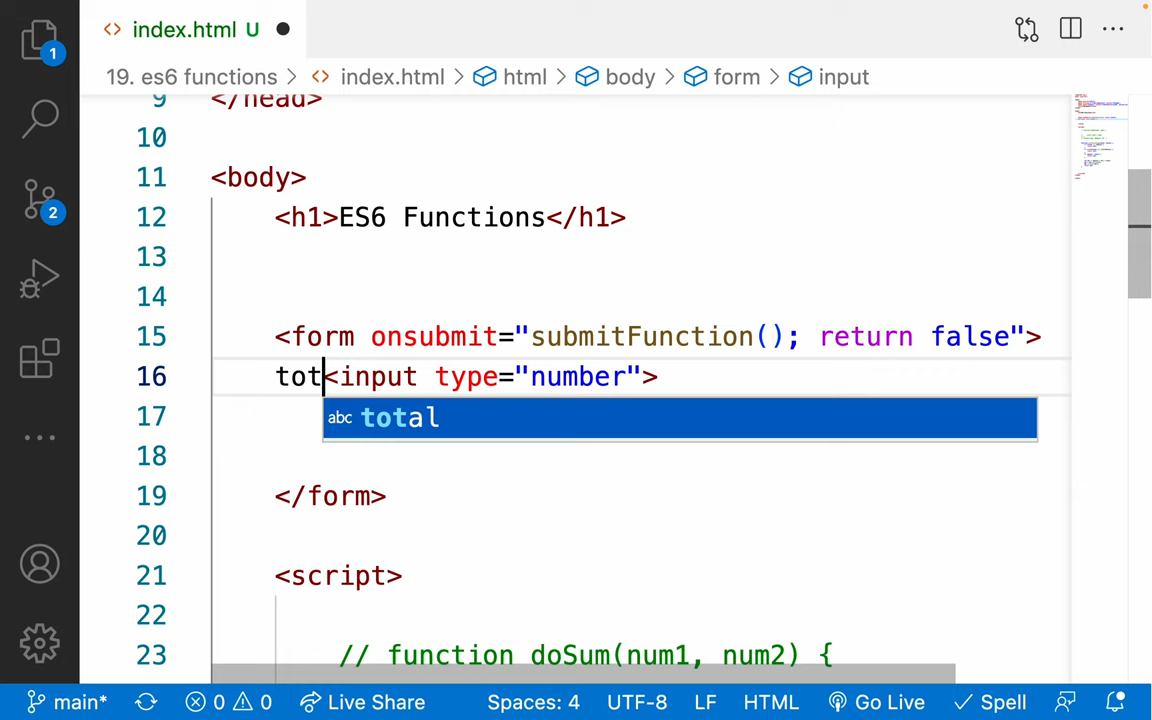 index.html U
1
19. es6 functions > index.html > html > body > form > input
9 </head>
10
11 <body>
2
12 <h1>ES6 Functions</h1>
13
14
15 <form onsubmit="submitFunction(); return false">
16 tot<input type="number">
17 abc total
18
19 </form>
20
21 <script>
22
23 // function doSum(num1, num2) {
main* 0 0 Live Share Spaces: 4 UTF-8 LF HTML Go Live Spell